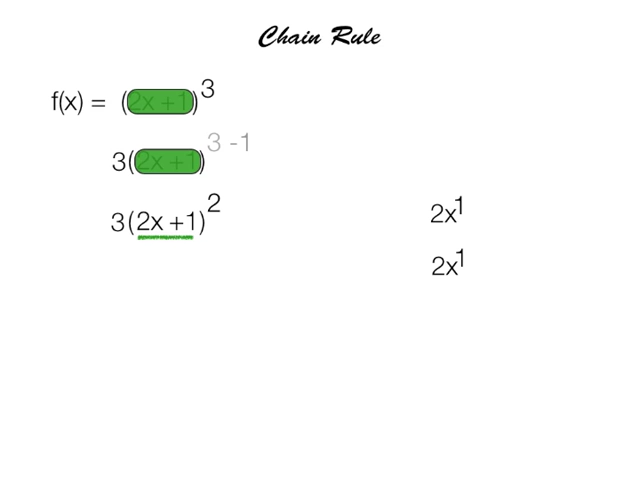 Chain Rule
f(x) = (2x +1)³
3(2x +1)³ ⁻¹
3(2x +1)²
2x¹
2x¹